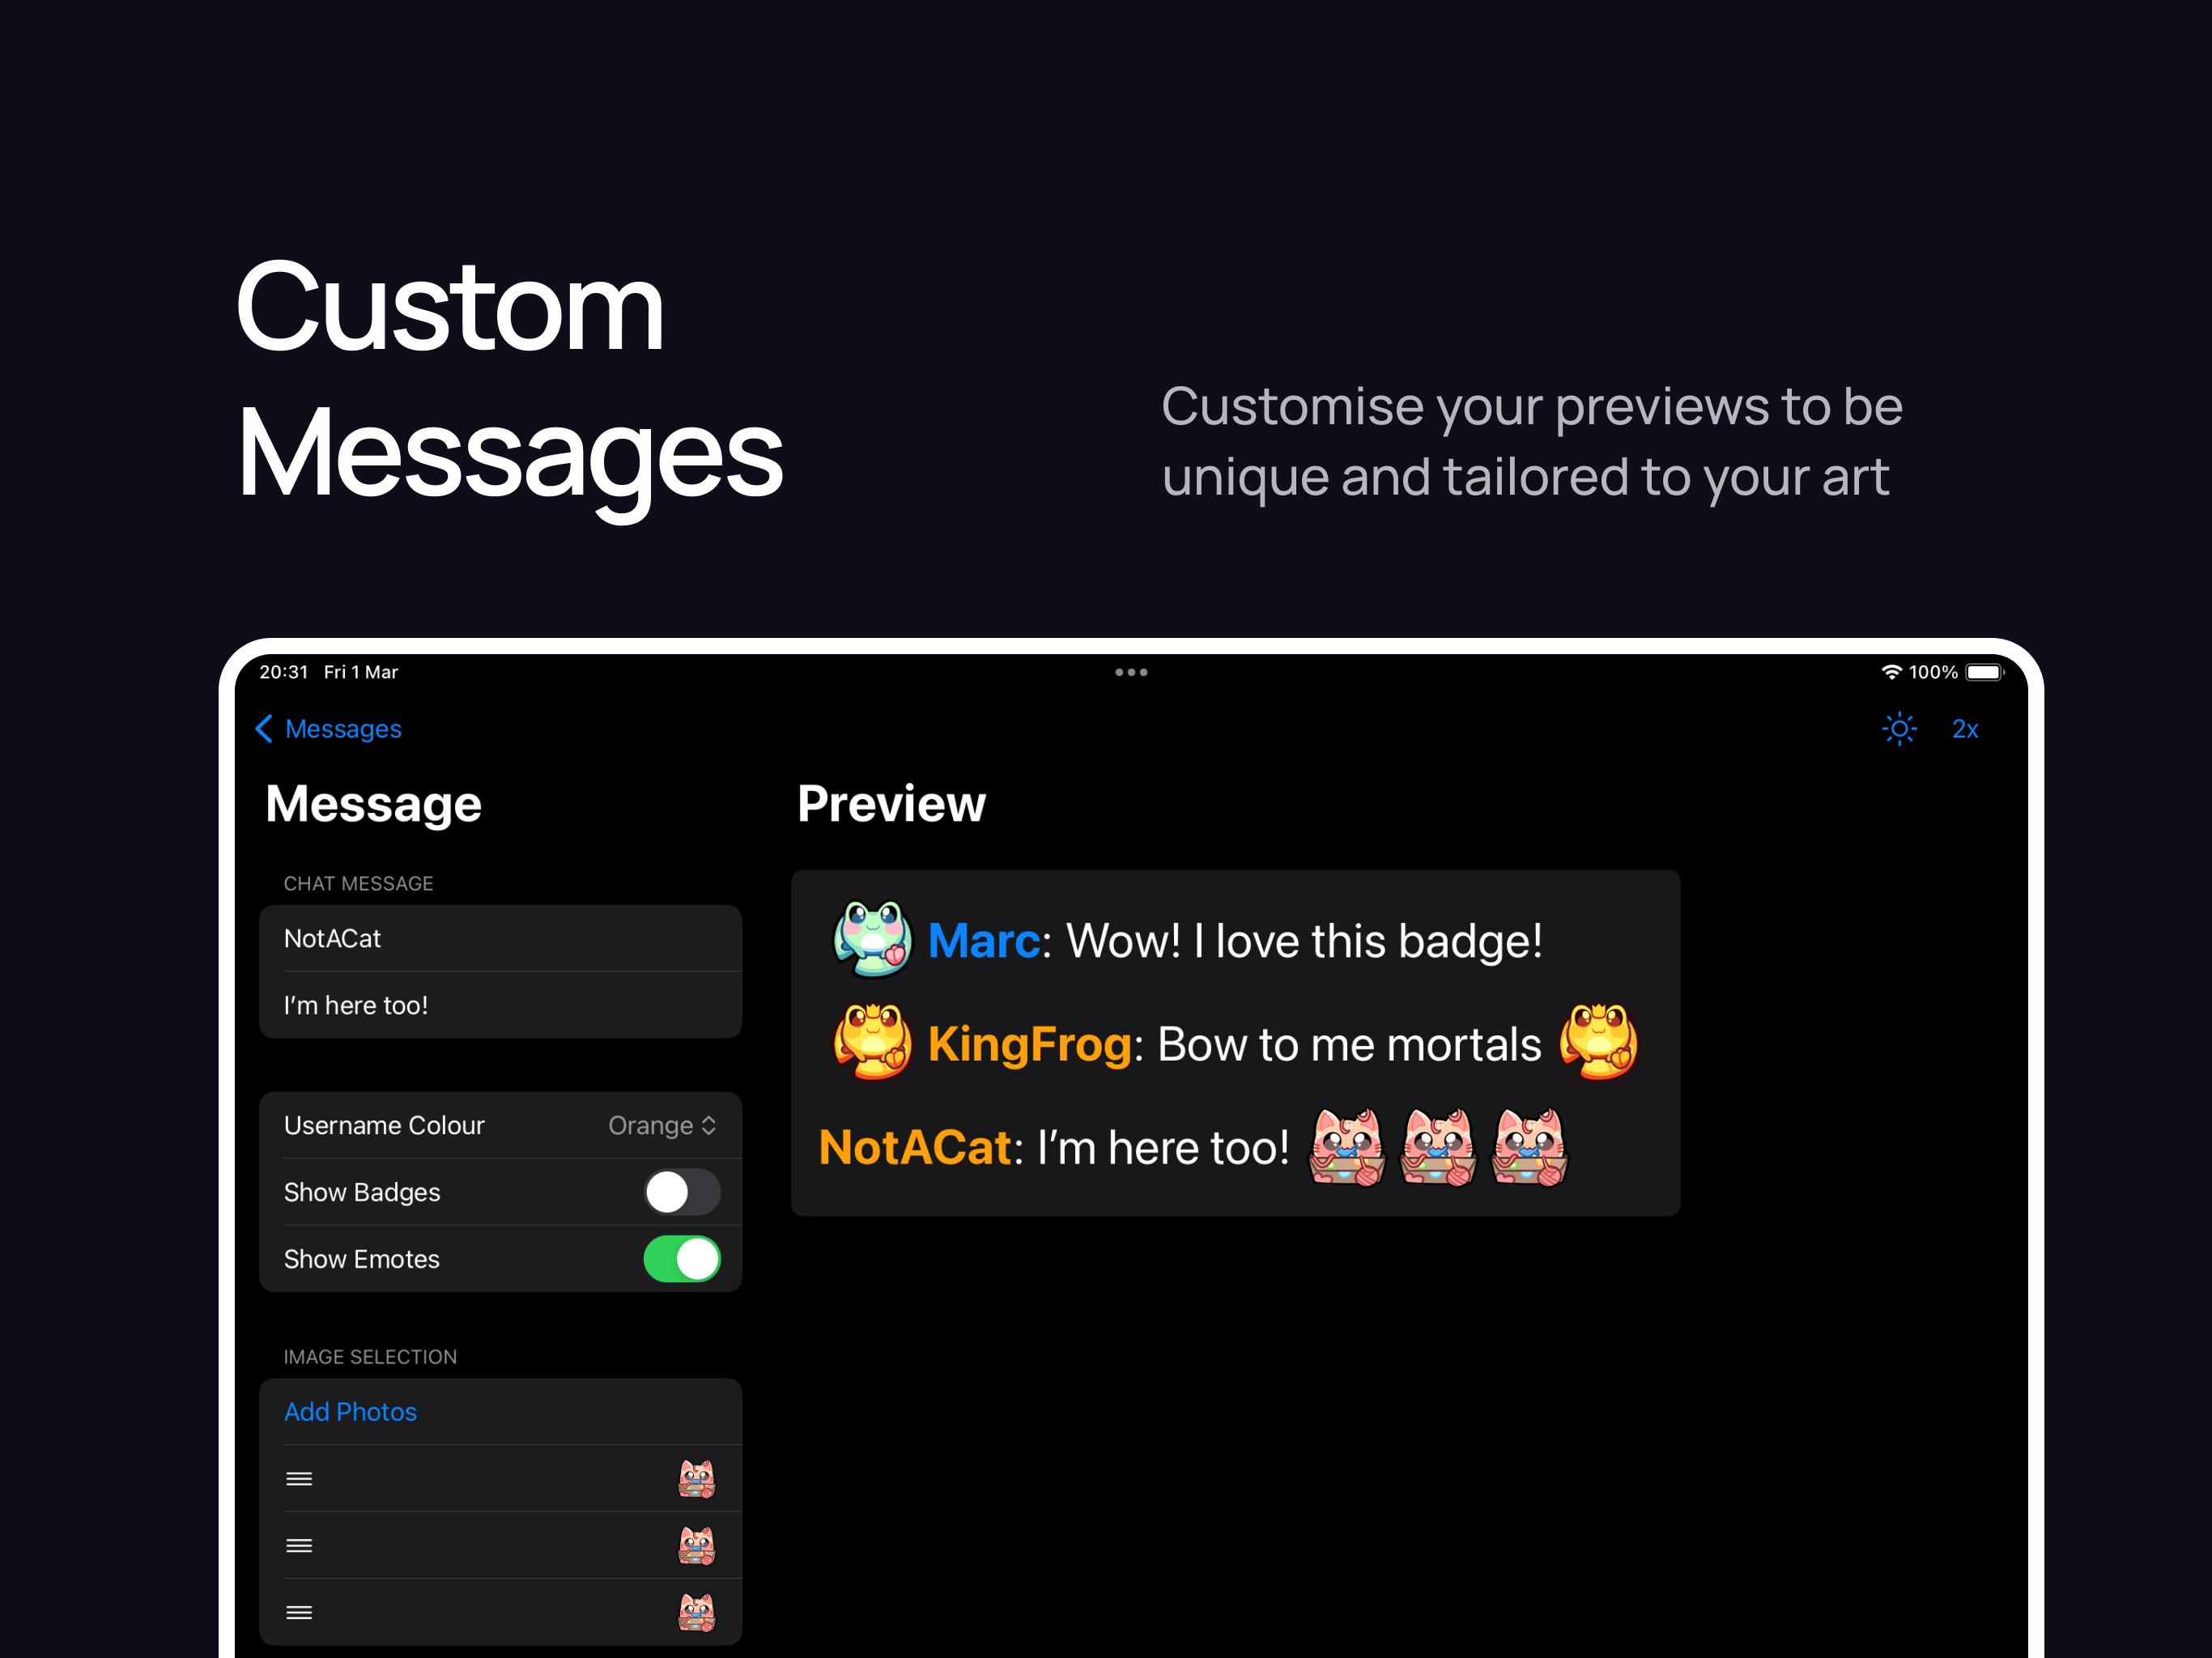 Custom
Messages
Customise your previews to be
unique and tailored to your art
20:31 Fri 1 Mar
100%
Messages
2x
Message
CHAT MESSAGE
NotACat
I'm here too!
Username Colour Orange
Show Badges
Show Emotes
IMAGE SELECTION
Add Photos
Preview
Marc: Wow! I love this badge!
KingFrog: Bow to me mortals
NotACat: I'm here too!